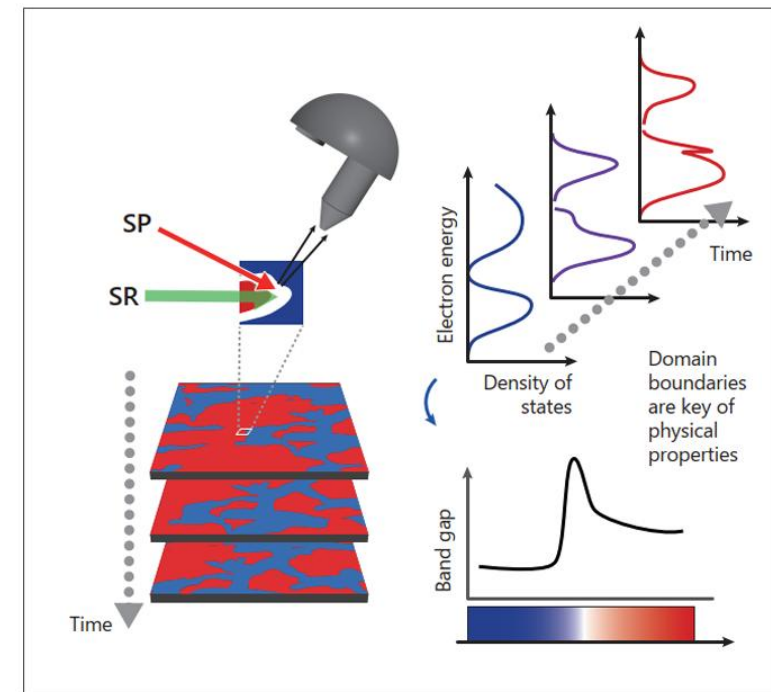 SP
SR
Time
Electron energy
Density of
states
Time
Domain
boundaries
are key of
physical
properties
Band gap